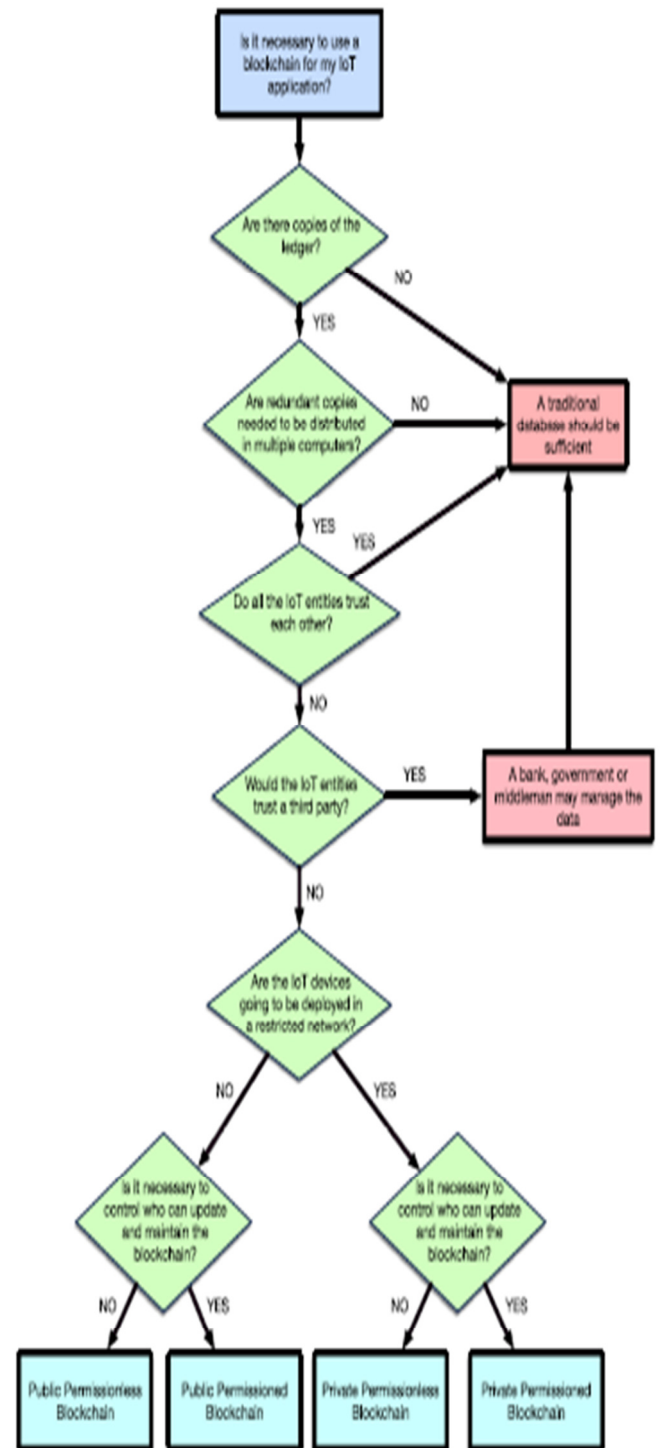 Is it necessary to use a
blockchain for my IoT
application?
Are there copies of the
ledger?
NO
YES
Are redundant copies
needed to be distributed
in multiple computers?
NO
A traditional
database should be
sufficient
YES
YES
Do all the IoT entities trust
each other?
NO
Would the IoT entities
trust a third party?
YES
A bank, government or
middleman may manage the
data
NO
Are the IoT devices
going to be deployed in
a restricted network?
NO
YES
Is it necessary to
control who can update
and maintain the
blockchain?
Is it necessary to
control who can update
and maintain the
blockchain?
NO
YES
NO
YES
Public Permissionless
Blockchain
Public Permissioned
Blockchain
Private Permissionless
Blockchain
Private Permissioned
Blockchain